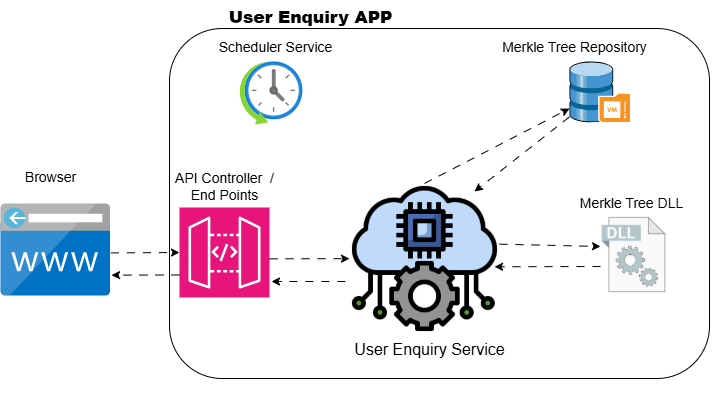 User Enquiry APP
Scheduler Service
Merkle Tree Repository
VM
Browser
API Controller /
End Points
Merkle Tree DLL
WWW
</>
DLL
User Enquiry Service